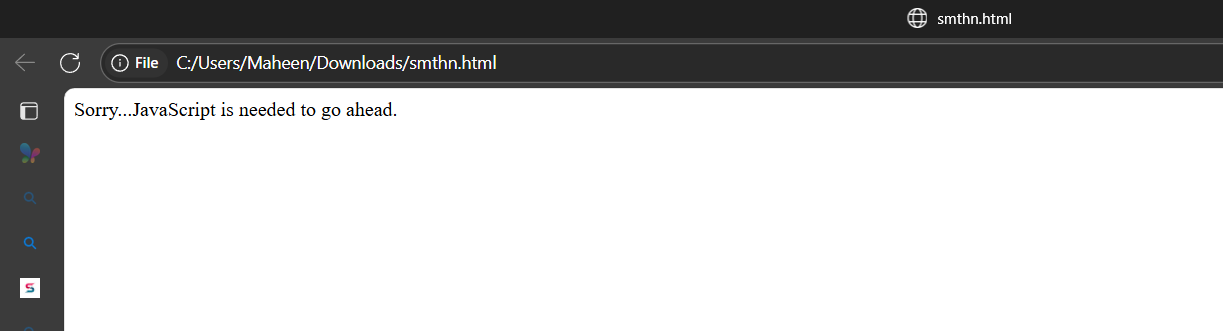 smthn.html
File C:/Users/Maheen/Downloads/smthn.html
Sorry...JavaScript is needed to go ahead.
S